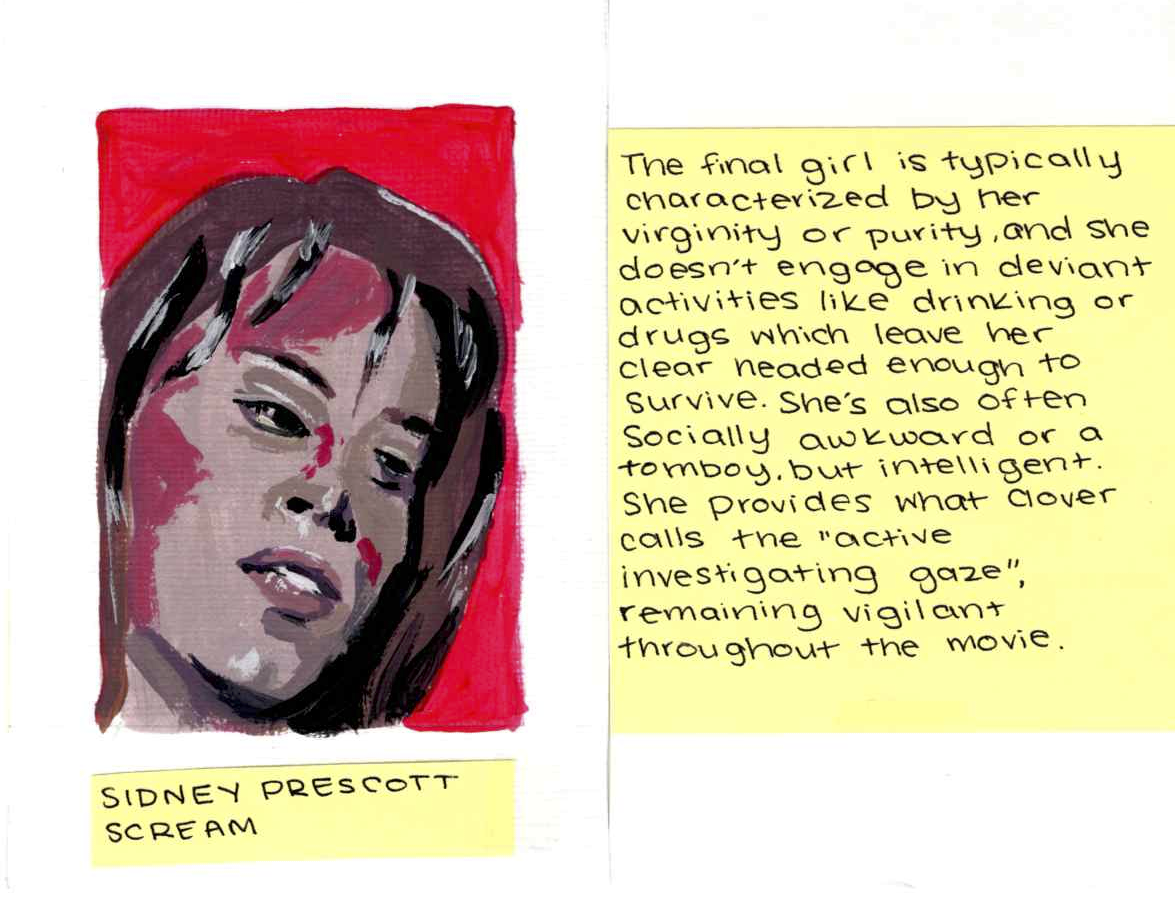 SIDNEY PRESCOTT
SCREAM
The final girl is typically
characterized by her
virginity or purity, and she
doesn't engage in deviant
activities like drinking or
drugs which leave her
clear headed enough to
survive. She's also often
socially awkward or a
tomboy, but intelligent.
She provides what Clover
calls the "active
investigating gaze",
remaining vigilant
throughout the movie.